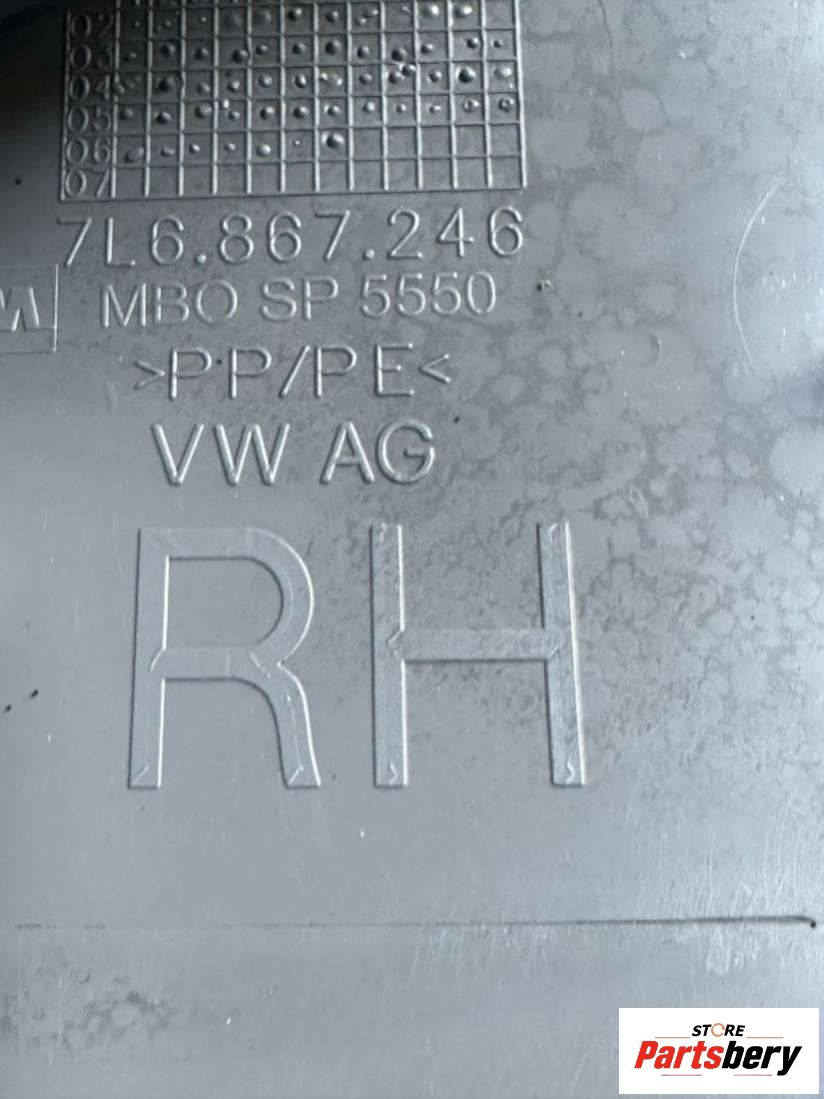 02
03
04
05
06
07
7L6.867.246
MBO SP 5550
>PP/PE<
VW AG
RH
STORE
Partsbery